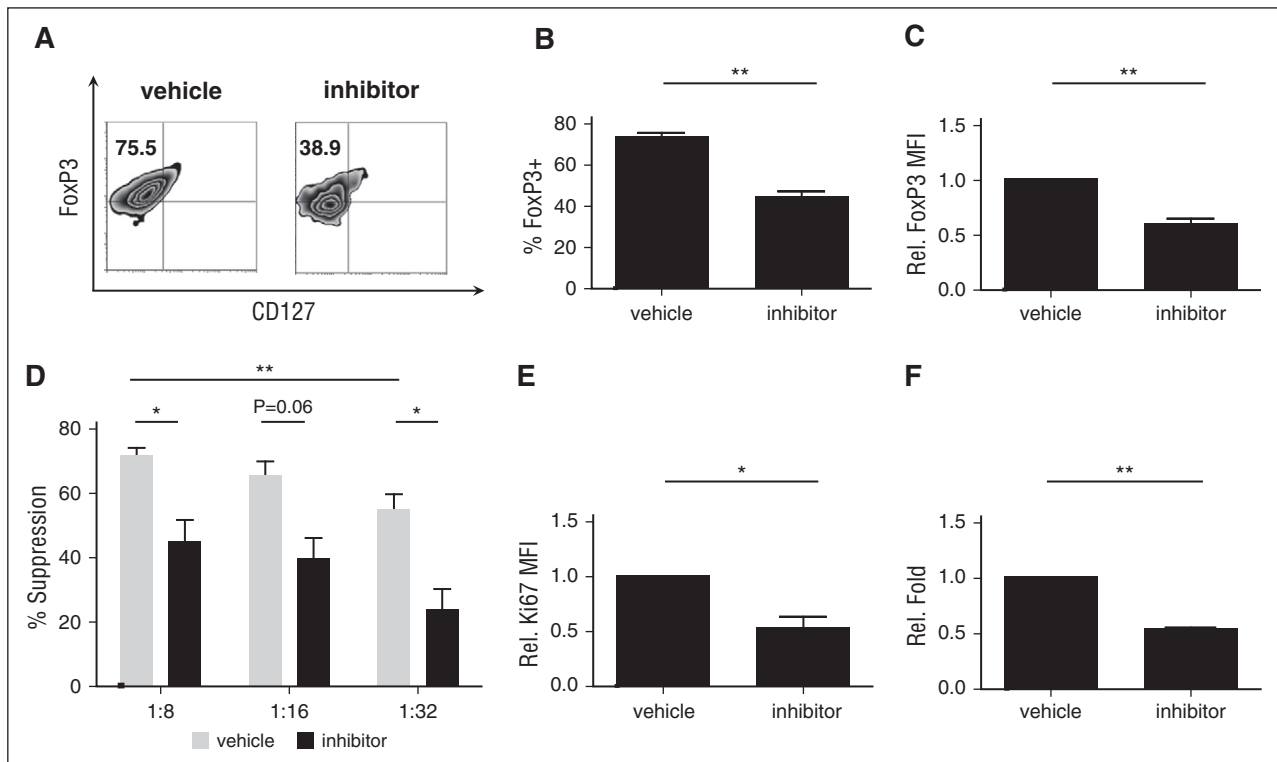 A
vehicle
inhibitor
75.5
38.9
FoxP3
CD127
B
**
% FoxP3+
80
60
40
20
0
vehicle
inhibitor
C
**
Rel. FoxP3 MFI
1.5
1.0
0.5
0.0
vehicle
inhibitor
D
**
*
P=0.06
*
% Suppression
80
60
40
20
0
1:8
1:16
1:32
vehicle
inhibitor
E
*
Rel. Ki67 MFI
1.5
1.0
0.5
0.0
vehicle
inhibitor
F
**
Rel. Fold
1.5
1.0
0.5
0.0
vehicle
inhibitor